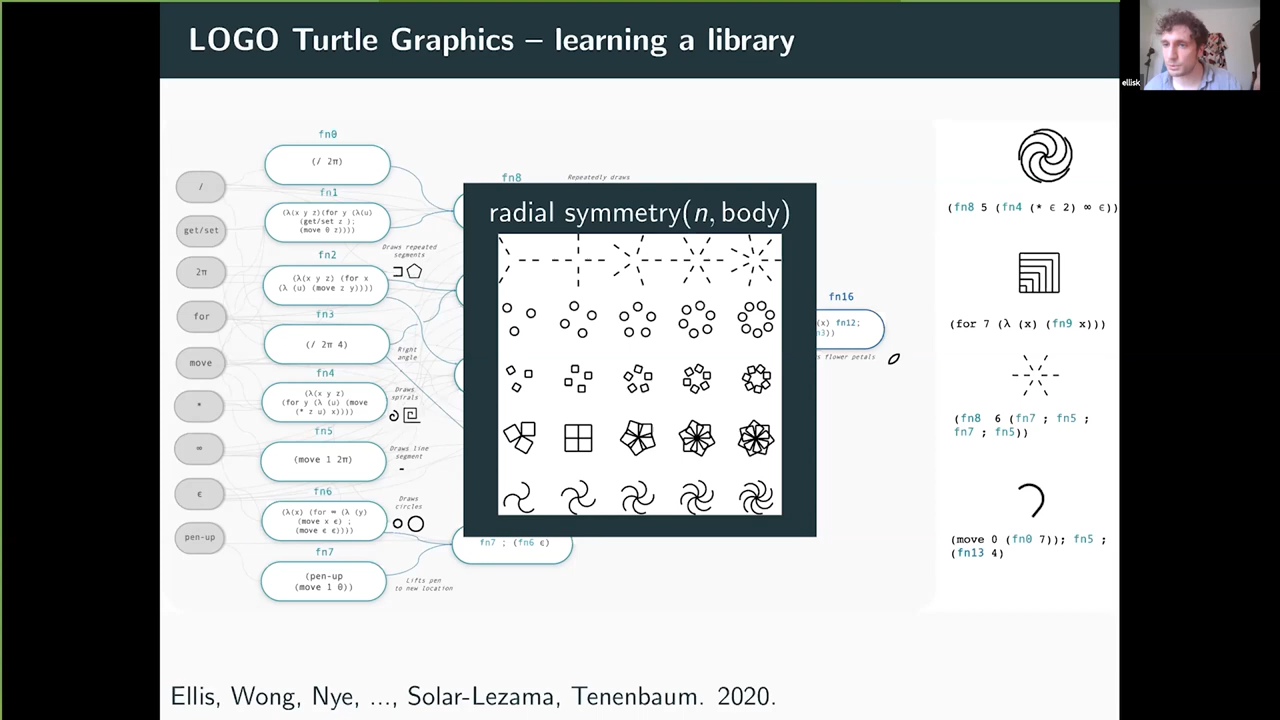 LOGO Turtle Graphics – learning a library
ellisk
/
get/set
2π
for
move
*
∞
ϵ
pen-up
fn0
(/ 2π)
fn1
(λ(x y z)(for y (λ(u)
(get/set z );
(move 0 z))))
Draws repeated
segments
fn2
(λ (x y z) (for x
(λ (u) (move z y))))
fn3
(/ 2π 4)
Right
angle
fn4
(λ(x y z)
(for y (λ (u) (move
(* z u) x))))
Draws
spirals
fn5
(move 1 2π)
Draws line
segment
fn6
(λ(x) (for ∞ (λ (y)
(move x ϵ) ;
(move ϵ ϵ))))
Draws
circles
fn7
(pen-up
(move 1 0))
Lifts pen
to new location
fn8
Repeatedly draws
radial symmetry(n, body)
fn7 ; (fn6 ϵ)
fn16
(x) fn12;
n3))
s flower petals
(fn8 5 (fn4 (* ϵ 2) ∞ ϵ))
(for 7 (λ (x) (fn9 x)))
(fn8 6 (fn7 ; fn5 ;
fn7 ; fn5))
(move 0 (fn0 7)); fn5 ;
(fn13 4)
Ellis, Wong, Nye, ..., Solar-Lezama, Tenenbaum. 2020.